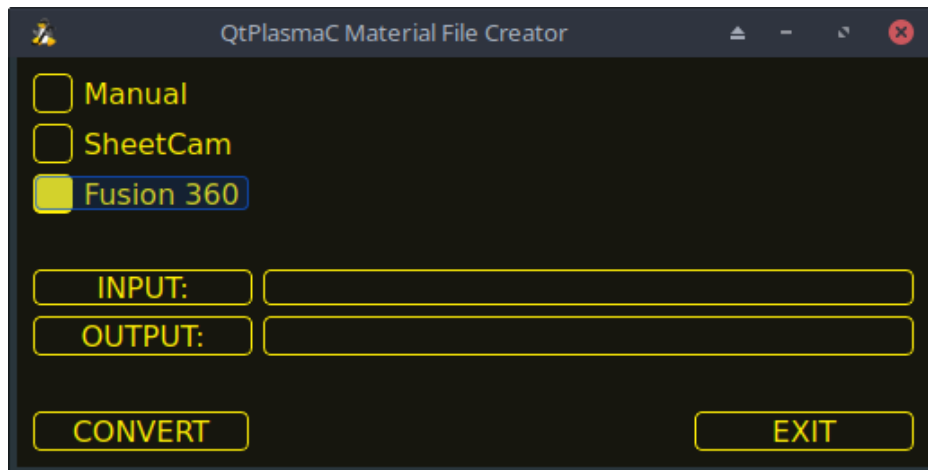 QtPlasmaC Material File Creator
Manual
SheetCam
Fusion 360
INPUT:
OUTPUT:
CONVERT EXIT